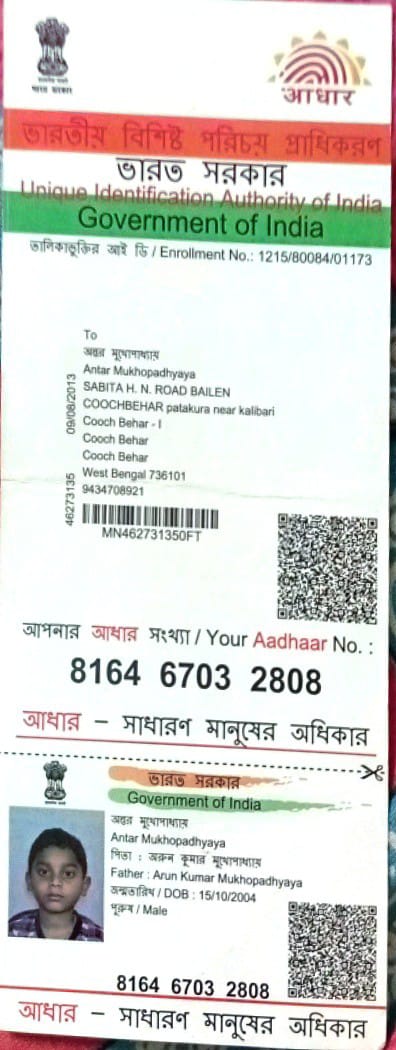 भारत सरकार
आधार
ভারতীয় বিশিষ্ট পরিচয় প্রাধিকরণ
ভারত সরকার
Unique Identification Authority of India
Government of India
তালিকাভুক্তির আই ডি / Enrollment No.: 1215/80084/01173
To
অন্তর মুখোপাধ্যায়
Antar Mukhopadhyaya
SABITA H. N. ROAD BAILEN
COOCHBEHAR patakura near kalibari
Cooch Behar - I
Cooch Behar
Cooch Behar
West Bengal 736101
9434708921
09/08/2013
46273135
MN462731350FT
আপনার আধার সংখ্যা / Your Aadhaar No. :
8164 6703 2808
আধার – সাধারণ মানুষের অধিকার
ভারত সরকার
Government of India
অন্তর মুখোপাধ্যায়
Antar Mukhopadhyaya
পিতা : অরুন কুমার মুখোপাধ্যায়
Father : Arun Kumar Mukhopadhyaya
জন্মতারিখ / DOB : 15/10/2004
পুরুষ / Male
8164 6703 2808
আধার – সাধারণ মানুষের অধিকার